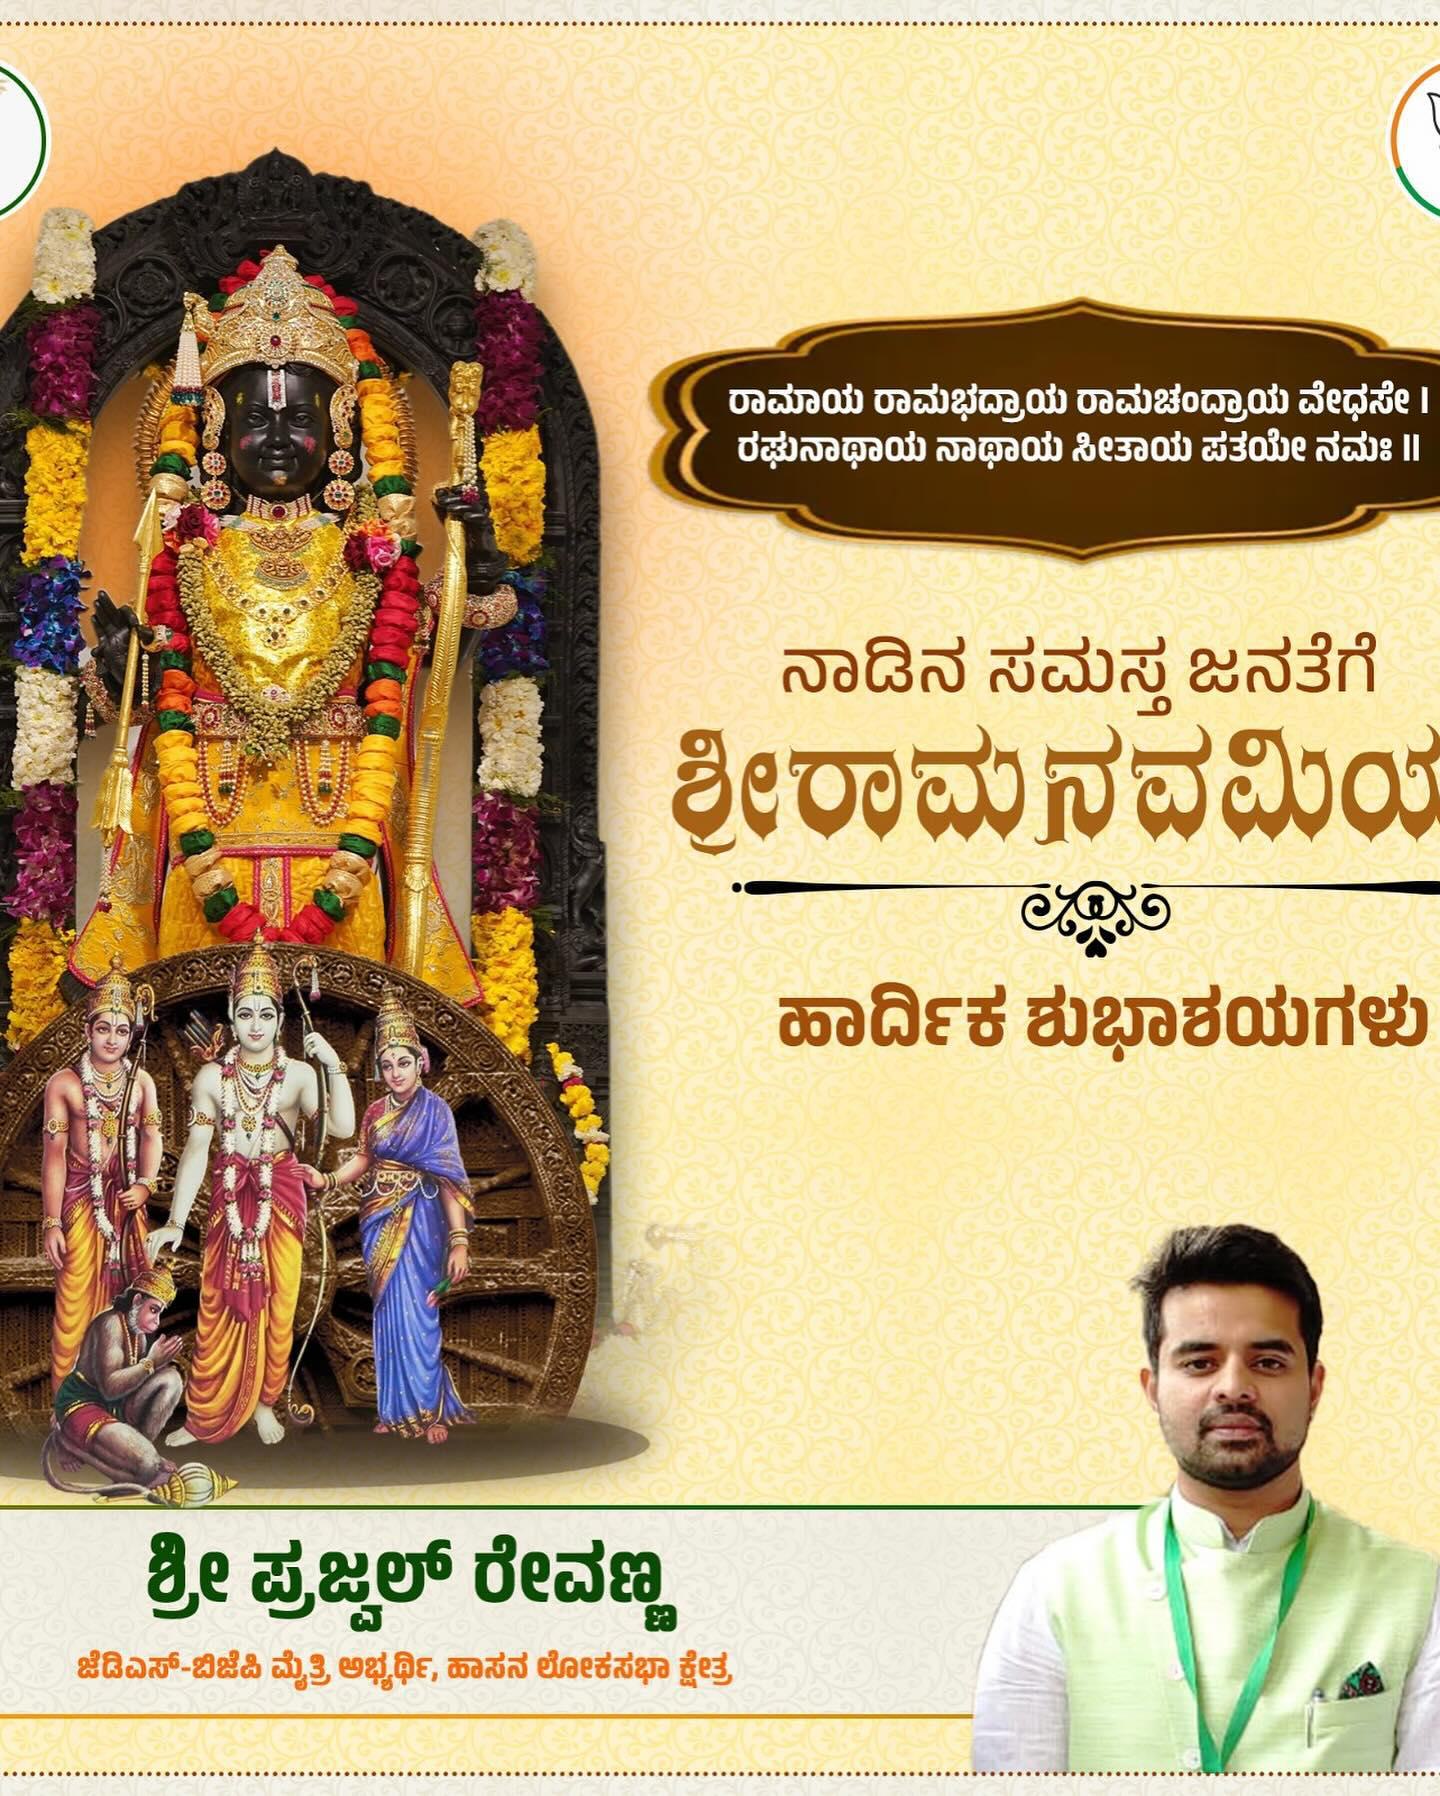 ರಾಮಾಯ ರಾಮಭದ್ರಾಯ ರಾಮಚಂದ್ರಾಯ ವೇಧಸೇ ।
ರಘುನಾಥಾಯ ನಾಥಾಯ ಸೀತಾಯ ಪತಯೇ ನಮಃ ॥
ನಾಡಿನ ಸಮಸ್ತ ಜನತೆಗೆ
ಶ್ರೀರಾಮನವಮಿಯ
ಹಾರ್ದಿಕ ಶುಭಾಶಯಗಳು
ಶ್ರೀ ಪ್ರಜ್ವಲ್ ರೇವಣ್ಣ
ಜೆಡಿಎಸ್-ಬಿಜೆಪಿ ಮೈತ್ರಿ ಅಭ್ಯರ್ಥಿ, ಹಾಸನ ಲೋಕಸಭಾ ಕ್ಷೇತ್ರ